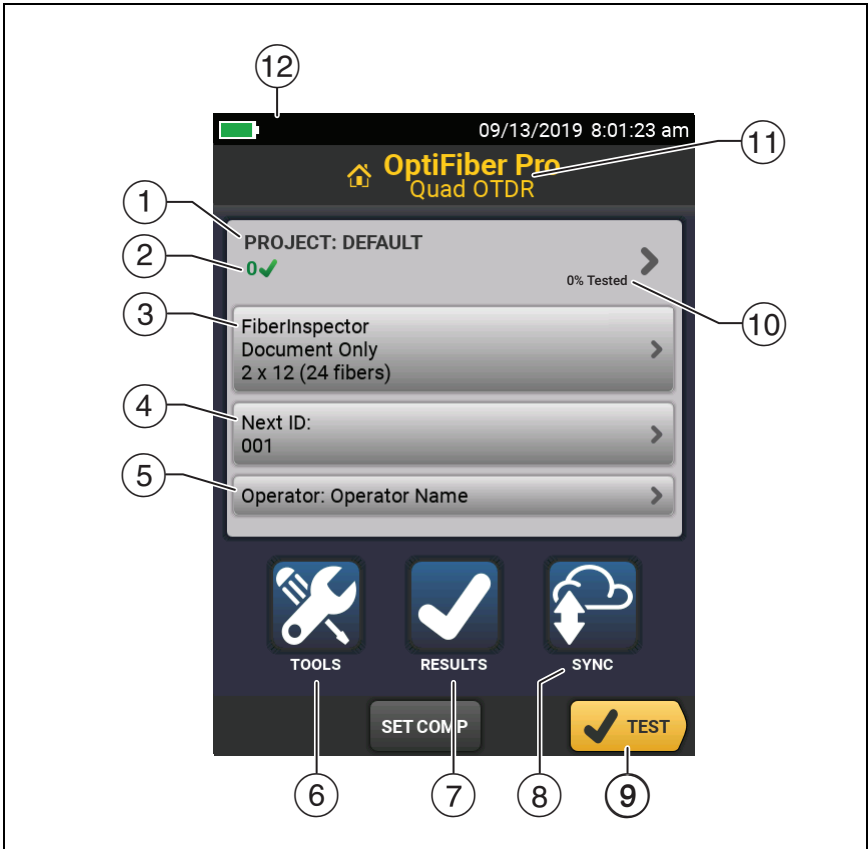 12
09/13/2019 8:01:23 am
11
OptiFiber Pro
Quad OTDR
1
PROJECT: DEFAULT
2
0
0% Tested
10
3
FiberInspector
Document Only
2 x 12 (24 fibers)
4
Next ID:
001
5
Operator: Operator Name
TOOLS
RESULTS
SYNC
SET COMP
TEST
6
7
8
9